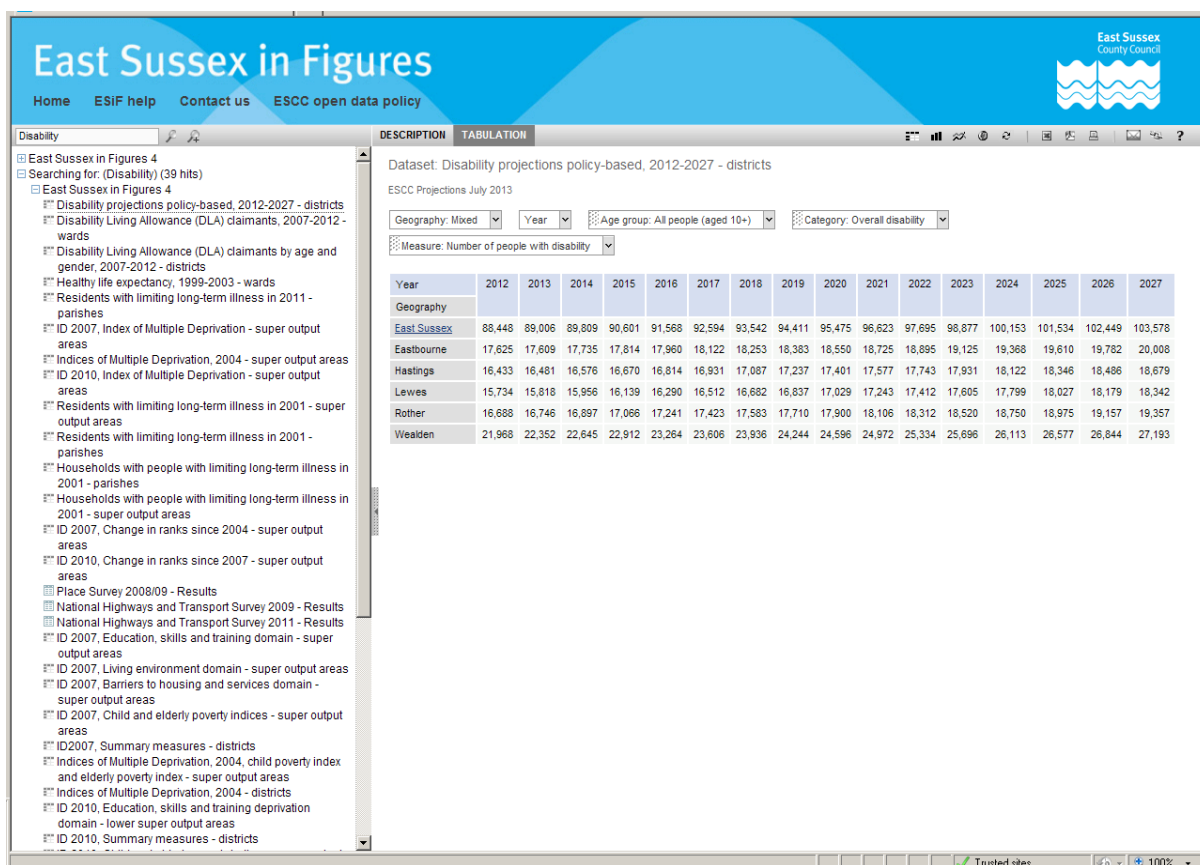 East Sussex in Figures
East Sussex
County Council
Home ESiF help Contact us ESCC open data policy
Disability
DESCRIPTION TABULATION
?
East Sussex in Figures 4
Searching for: (Disability) (39 hits)
East Sussex in Figures 4
Disability projections policy-based, 2012-2027 - districts
Disability Living Allowance (DLA) claimants, 2007-2012 -
wards
Disability Living Allowance (DLA) claimants by age and
gender, 2007-2012 - districts
Healthy life expectancy, 1999-2003 - wards
Residents with limiting long-term illness in 2011 -
parishes
ID 2007, Index of Multiple Deprivation - super output
areas
Indices of Multiple Deprivation, 2004 - super output areas
ID 2010, Index of Multiple Deprivation - super output
areas
Residents with limiting long-term illness in 2001 - super
output areas
Residents with limiting long-term illness in 2001 -
parishes
Households with people with limiting long-term illness in
2001 - parishes
Households with people with limiting long-term illness in
2001 - super output areas
ID 2007, Change in ranks since 2004 - super output
areas
ID 2010, Change in ranks since 2007 - super output
areas
Place Survey 2008/09 - Results
National Highways and Transport Survey 2009 - Results
National Highways and Transport Survey 2011 - Results
ID 2007, Education, skills and training domain - super
output areas
ID 2007, Living environment domain - super output areas
ID 2007, Barriers to housing and services domain -
super output areas
ID 2007, Child and elderly poverty indices - super output
areas
ID2007, Summary measures - districts
Indices of Multiple Deprivation, 2004, child poverty index
and elderly poverty index - super output areas
Indices of Multiple Deprivation, 2004 - districts
ID 2010, Education, skills and training deprivation
domain - lower super output areas
ID 2010, Summary measures - districts
Dataset: Disability projections policy-based, 2012-2027 - districts
ESCC Projections July 2013
Geography: Mixed Year Age group: All people (aged 10+) Category: Overall disability
Measure: Number of people with disability
Year 2012 2013 2014 2015 2016 2017 2018 2019 2020 2021 2022 2023 2024 2025 2026 2027
Geography
East Sussex 88,448 89,006 89,809 90,601 91,568 92,594 93,542 94,411 95,475 96,623 97,695 98,877 100,153 101,534 102,449 103,578
Eastbourne 17,625 17,609 17,735 17,814 17,960 18,122 18,253 18,383 18,550 18,725 18,895 19,125 19,368 19,610 19,782 20,008
Hastings 16,433 16,481 16,576 16,670 16,814 16,931 17,087 17,237 17,401 17,577 17,743 17,931 18,122 18,346 18,486 18,679
Lewes 15,734 15,818 15,956 16,139 16,290 16,512 16,682 16,837 17,029 17,243 17,412 17,605 17,799 18,027 18,179 18,342
Rother 16,688 16,746 16,897 17,066 17,241 17,423 17,583 17,710 17,900 18,106 18,312 18,520 18,750 18,975 19,157 19,357
Wealden 21,968 22,352 22,645 22,912 23,264 23,606 23,936 24,244 24,596 24,972 25,334 25,696 26,113 26,577 26,844 27,193
Trusted sites 100%